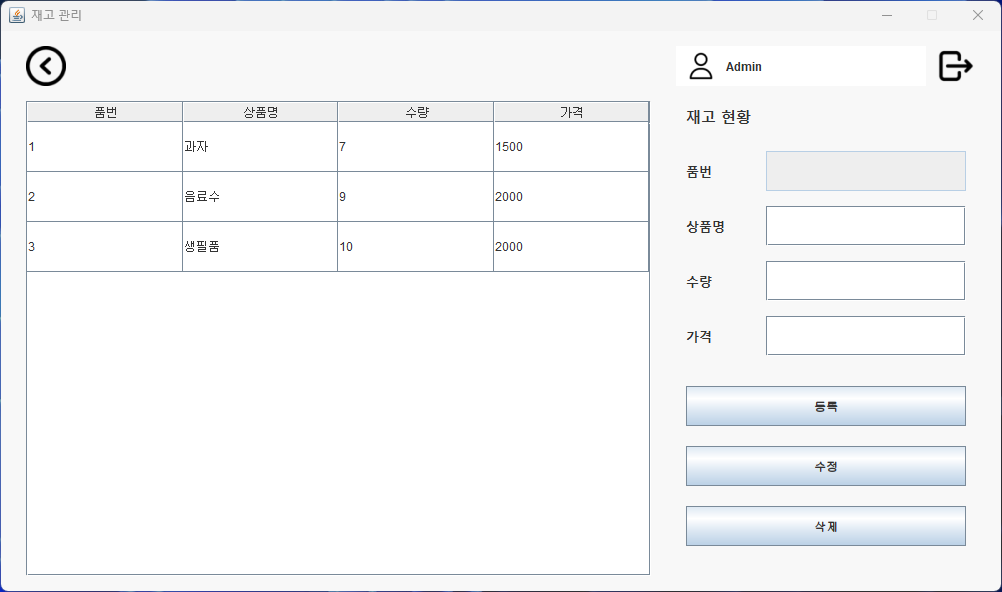 재고 관리
Admin
품번 상품명 수량 가격
1 과자 7 1500
2 음료수 9 2000
3 생필품 10 2000
재고 현황
품번
상품명
수량
가격
등록
수정
삭제